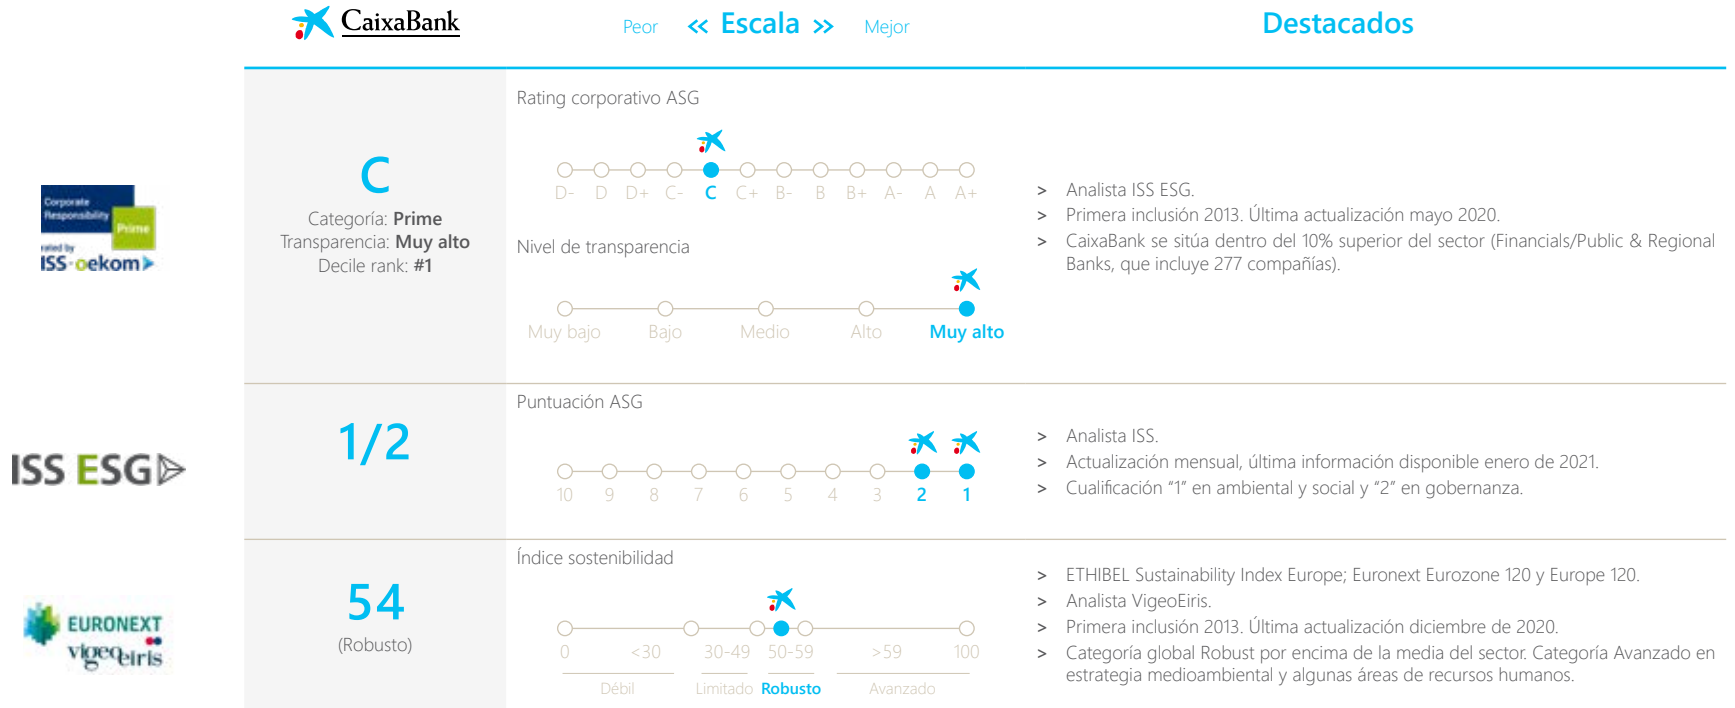 CaixaBank
Peor << Escala >> Mejor
Destacados
Corporate
Responsibility
Prime
rated by
ISS-oekom
C
Categoría: Prime
Transparencia: Muy alto
Decile rank: #1
Rating corporativo ASG
D- D D+ C- C C+ B- B B+ A- A A+
Nivel de transparencia
Muy bajo Bajo Medio Alto Muy alto
> Analista ISS ESG.
> Primera inclusión 2013. Última actualización mayo 2020.
> CaixaBank se sitúa dentro del 10% superior del sector (Financials/Public & Regional
Banks, que incluye 277 compañías).
ISS ESG
1/2
Puntuación ASG
10 9 8 7 6 5 4 3 2 1
> Analista ISS.
> Actualización mensual, última información disponible enero de 2021.
> Cualificación “1” en ambiental y social y “2” en gobernanza.
EURONEXT
vigeoeiris
54
(Robusto)
Índice sostenibilidad
0 <30 30-49 50-59 >59 100
Débil Limitado Robusto Avanzado
> ETHIBEL Sustainability Index Europe; Euronext Eurozone 120 y Europe 120.
> Analista VigeoEiris.
> Primera inclusión 2013. Última actualización diciembre de 2020.
> Categoría global Robust por encima de la media del sector. Categoría Avanzado en
estrategia medioambiental y algunas áreas de recursos humanos.